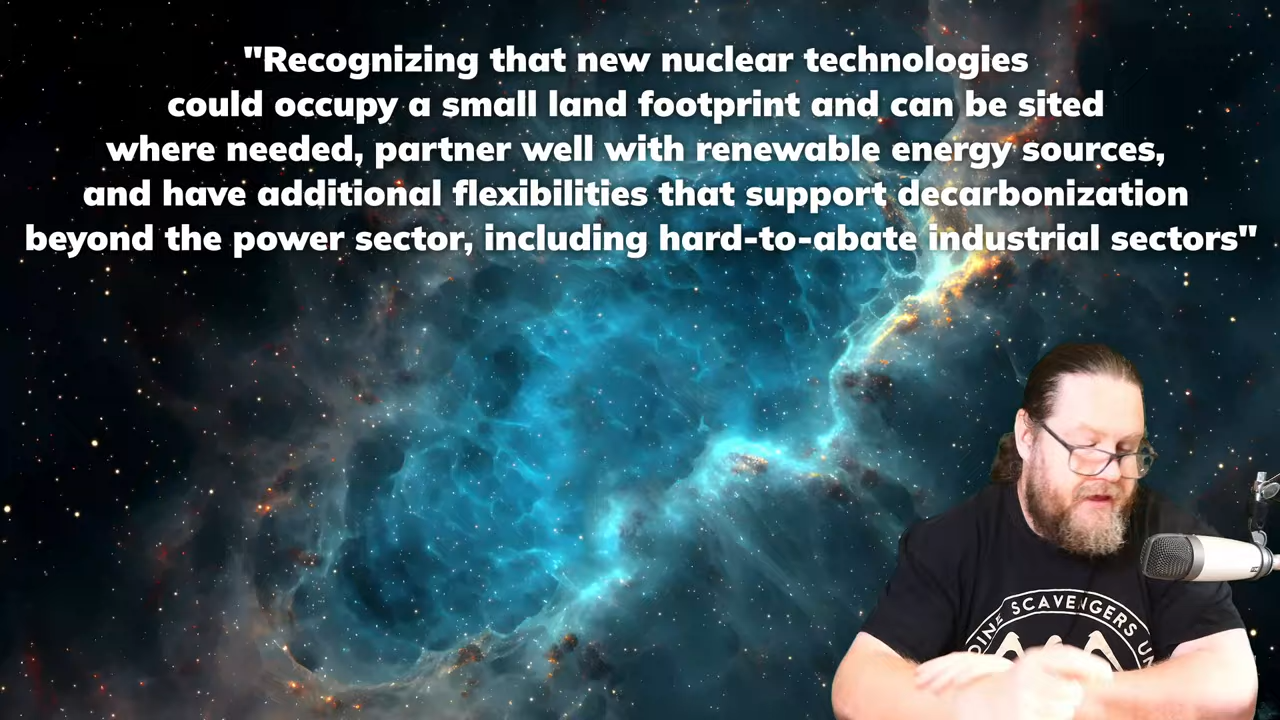 "Recognizing that new nuclear technologies
could occupy a small land footprint and can be sited
where needed, partner well with renewable energy sources,
and have additional flexibilities that support decarbonization
beyond the power sector, including hard-to-abate industrial sectors"
SCAVENGERS